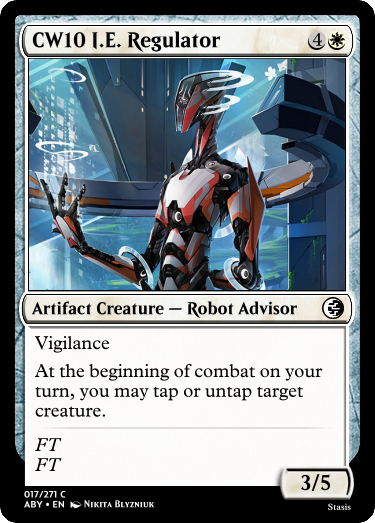 CW10 I.E. Regulator 4
Artifact Creature — Robot Advisor
Vigilance
At the beginning of combat on your
turn, you may tap or untap target
creature.
FT
FT
3/5
017/271 C
ABY • EN Nikita Blyzniuk
Stasis